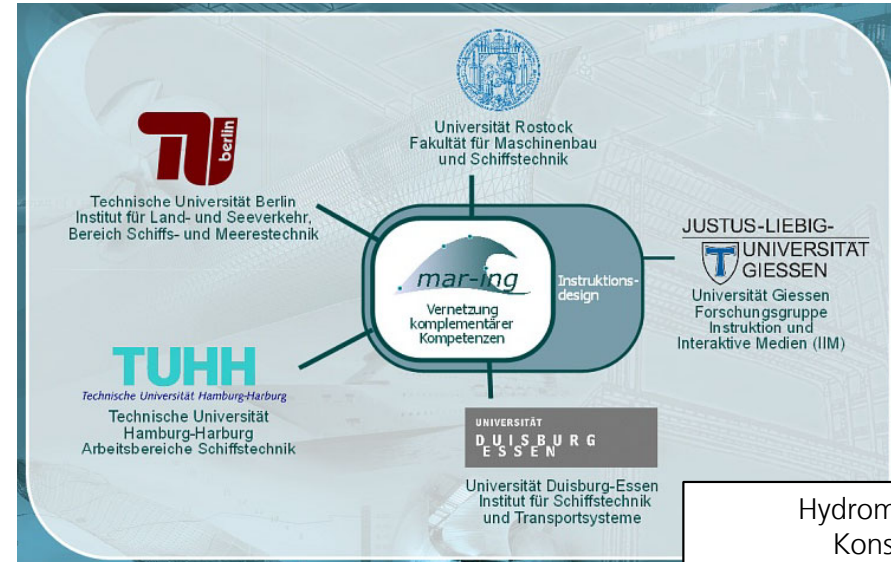 Universität Rostock
Fakultät für Maschinenbau
und Schiffstechnik
berlin
Technische Universität Berlin
Institut für Land- und Seeverkehr,
Bereich Schiffs- und Meerestechnik
mar-ing
Vernetzung
komplementärer
Kompetenzen
Instruktions-
design
JUSTUS-LIEBIG-
UNIVERSITÄT
GIESSEN
Universität Giessen
Forschungsgruppe
Instruktion und
Interaktive Medien (IIM)
TUHH
Technische Universität Hamburg-Harburg
Technische Universität
Hamburg-Harburg
Arbeitsbereiche Schiffstechnik
UNIVERSITÄT
DUISBURG
ESSEN
Universität Duisburg-Essen
Institut für Schiffstechnik
und Transportsysteme
Hydrom
Kons